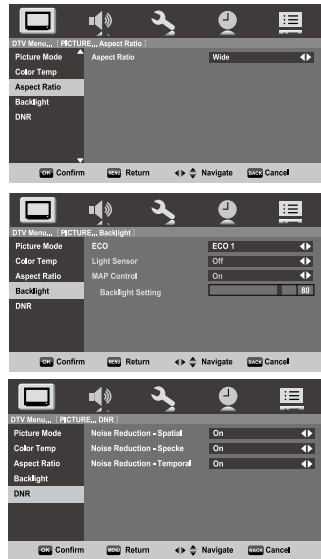 DTV Menu... [ PICTURE... Aspect Ratio ]
Picture Mode Aspect Ratio Wide
Color Temp
Aspect Ratio
Backlight
DNR
OK Confirm MENU Return Navigate BACK Cancel
DTV Menu... [ PICTURE... Backlight ]
Picture Mode ECO ECO 1
Color Temp Light Sensor Off
Aspect Ratio MAP Control On
Backlight Backlight Setting 80
DNR
OK Confirm MENU Return Navigate BACK Cancel
DTV Menu... [ PICTURE... DNR ]
Picture Mode Noise Reduction - Spatial On
Color Temp Noise Reduction - Specke On
Aspect Ratio Noise Reduction - Temporal On
Backlight
DNR
OK Confirm MENU Return Navigate BACK Cancel